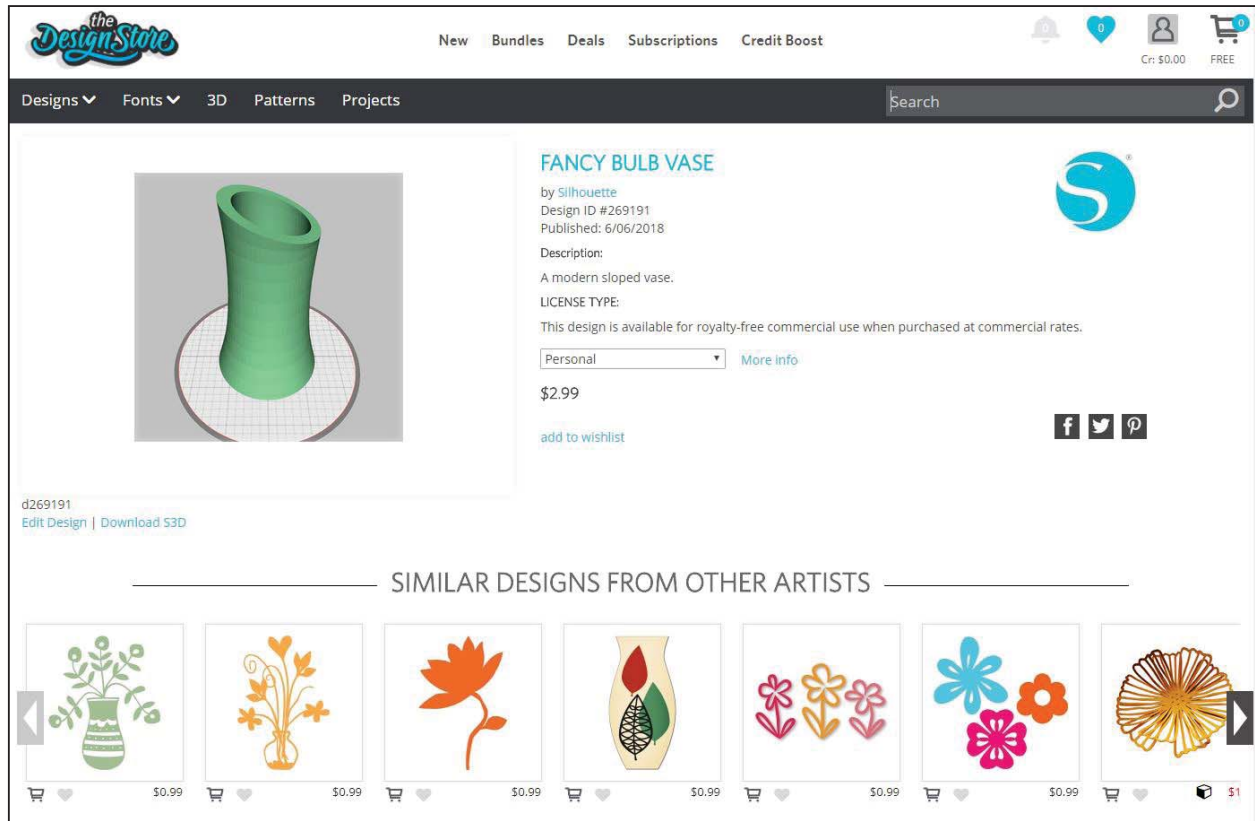 the
Design Store
New Bundles Deals Subscriptions Credit Boost
0
0
0
Cr: $0.00 FREE
Designs Fonts 3D Patterns Projects
Search
FANCY BULB VASE
by Silhouette
Design ID #269191
Published: 6/06/2018
Description:
A modern sloped vase.
LICENSE TYPE:
This design is available for royalty-free commercial use when purchased at commercial rates.
Personal More info
$2.99
add to wishlist
S ®
d269191
Edit Design | Download S3D
SIMILAR DESIGNS FROM OTHER ARTISTS
$0.99 $0.99 $0.99 $0.99 $0.99 $0.99 $1